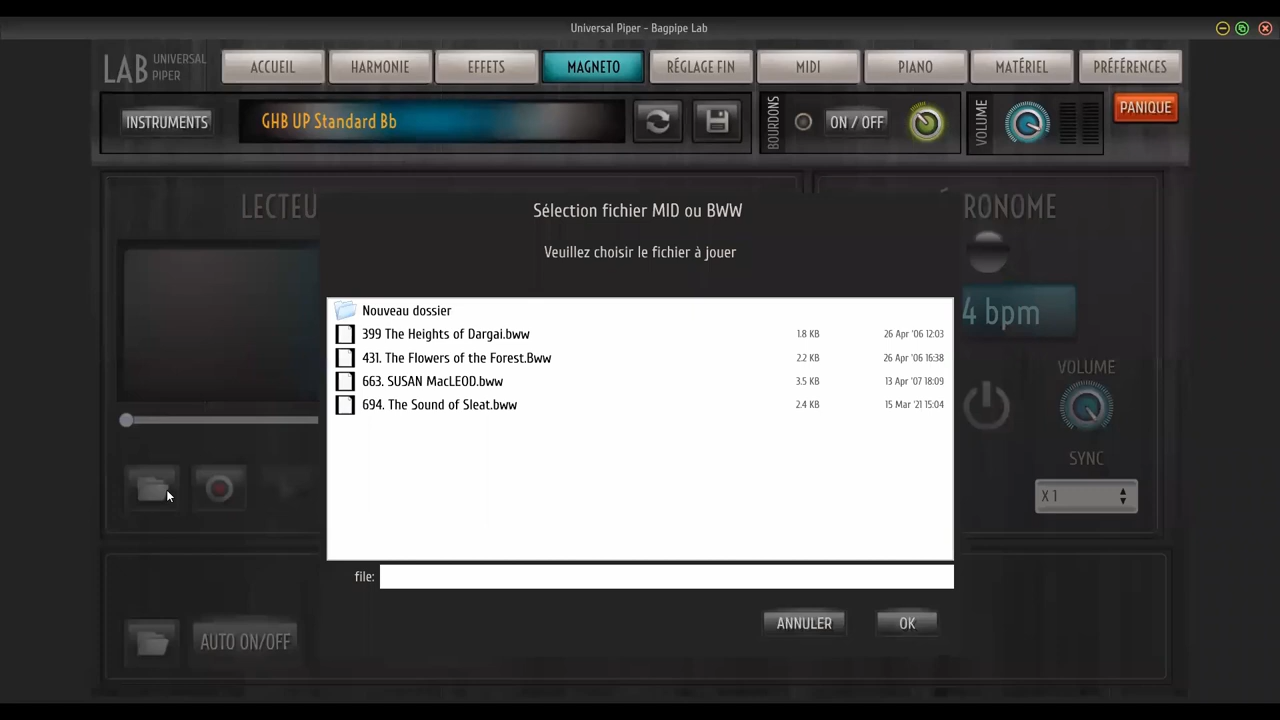 Universal Piper - Bagpipe Lab
LAB UNIVERSAL PIPER
ACCUEIL
HARMONIE
EFFETS
MAGNETO
RÉGLAGE FIN
MIDI
PIANO
MATÉRIEL
PRÉFÉRENCES
INSTRUMENTS
GHB UP Standard Bb
BOURDONS
ON / OFF
VOLUME
PANIQUE
LECTEU
RONOME
Sélection fichier MID ou BWW
Veuillez choisir le fichier à jouer
Nouveau dossier
399 The Heights of Dargai.bww 1.8 KB 26 Apr '06 12:03
431. The Flowers of the Forest.Bww 2.2 KB 26 Apr '06 16:38
663. SUSAN MacLEOD.bww 3.5 KB 13 Apr '07 18:09
694. The Sound of Sleat.bww 2.4 KB 15 Mar '21 15:04
4 bpm
VOLUME
SYNC
X 1
file:
ANNULER
OK
AUTO ON/OFF